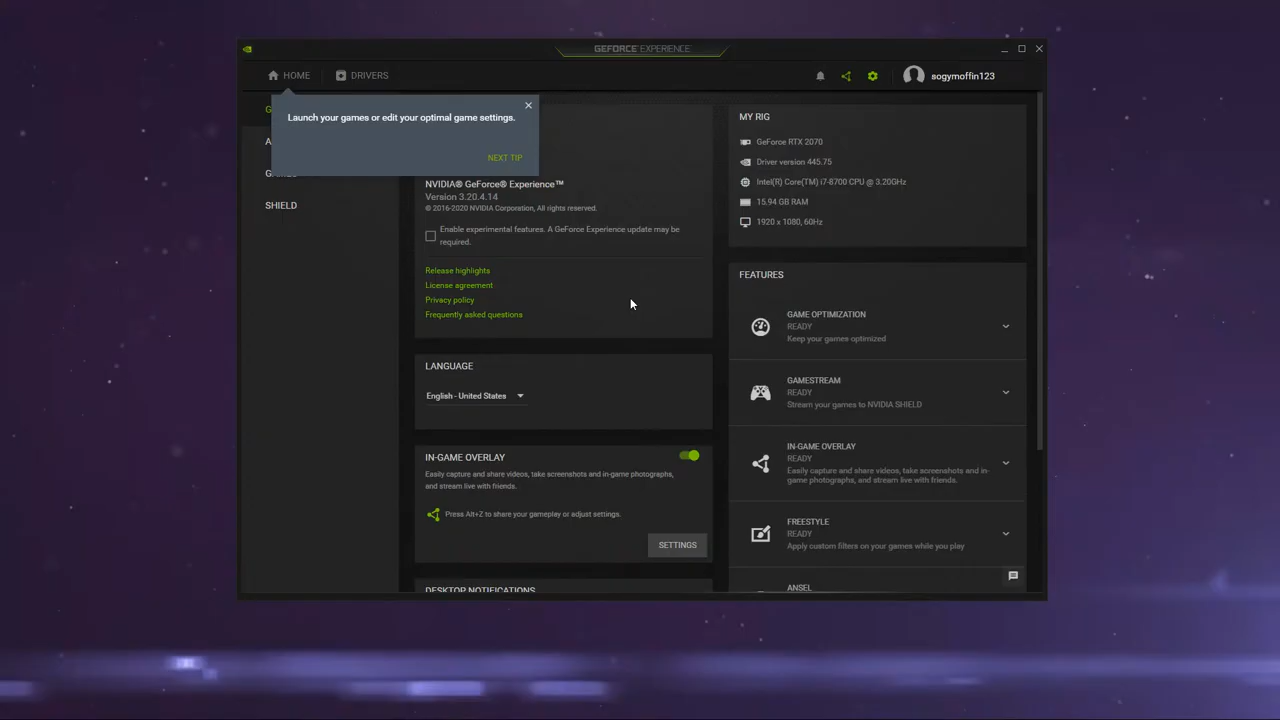 GEFORCE EXPERIENCE
HOME
DRIVERS
sogymoffin123
G
Launch your games or edit your optimal game settings.
A
NEXT TIP
SHIELD
NVIDIA® GeForce® Experience™
Version 3.20.4.14
© 2016-2020 NVIDIA Corporation, All rights reserved.
Enable experimental features. A GeForce Experience update may be
required.
Release highlights
License agreement
Privacy policy
Frequently asked questions
LANGUAGE
English - United States
IN-GAME OVERLAY
Easily capture and share videos, take screenshots and in-game photographs,
and stream live with friends.
Press Alt+Z to share your gameplay or adjust settings.
SETTINGS
DESKTOP NOTIFICATIONS
MY RIG
GeForce RTX 2070
Driver version 445.75
Intel(R) Core(TM) i7-8700 CPU @ 3.20GHz
15.94 GB RAM
1920 x 1080, 60Hz
FEATURES
GAME OPTIMIZATION
READY
Keep your games optimized
GAMESTREAM
READY
Stream your games to NVIDIA SHIELD
IN-GAME OVERLAY
READY
Easily capture and share videos, take screenshots and in-
game photographs, and stream live with friends.
FREESTYLE
READY
Apply custom filters on your games while you play
ANSEL